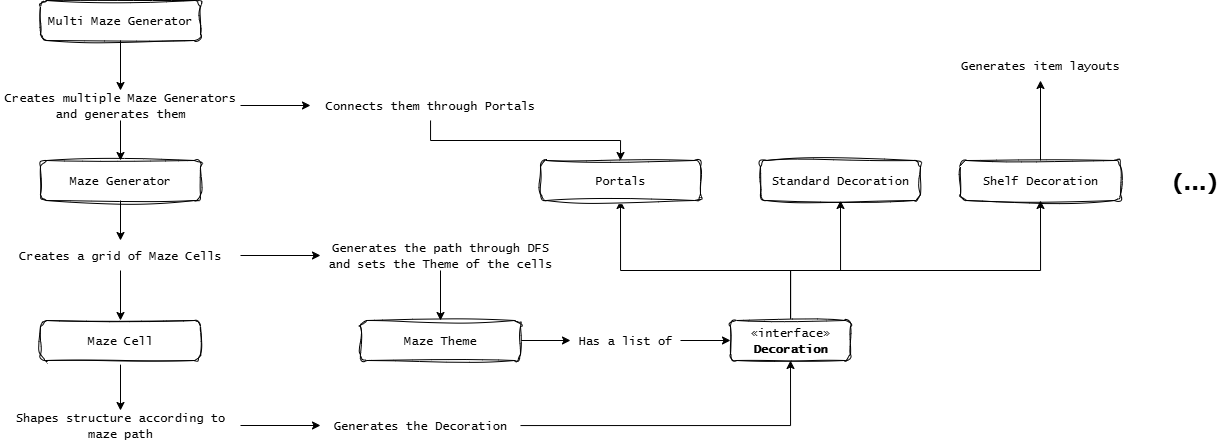 Multi Maze Generator
Generates item layouts
Creates multiple Maze Generators
and generates them
Connects them through Portals
Maze Generator
Portals
Standard Decoration
Shelf Decoration
(...)
Creates a grid of Maze Cells
Generates the path through DFS
and sets the Theme of the cells
Maze Cell
Maze Theme
Has a list of
«interface»
Decoration
Shapes structure according to
maze path
Generates the Decoration